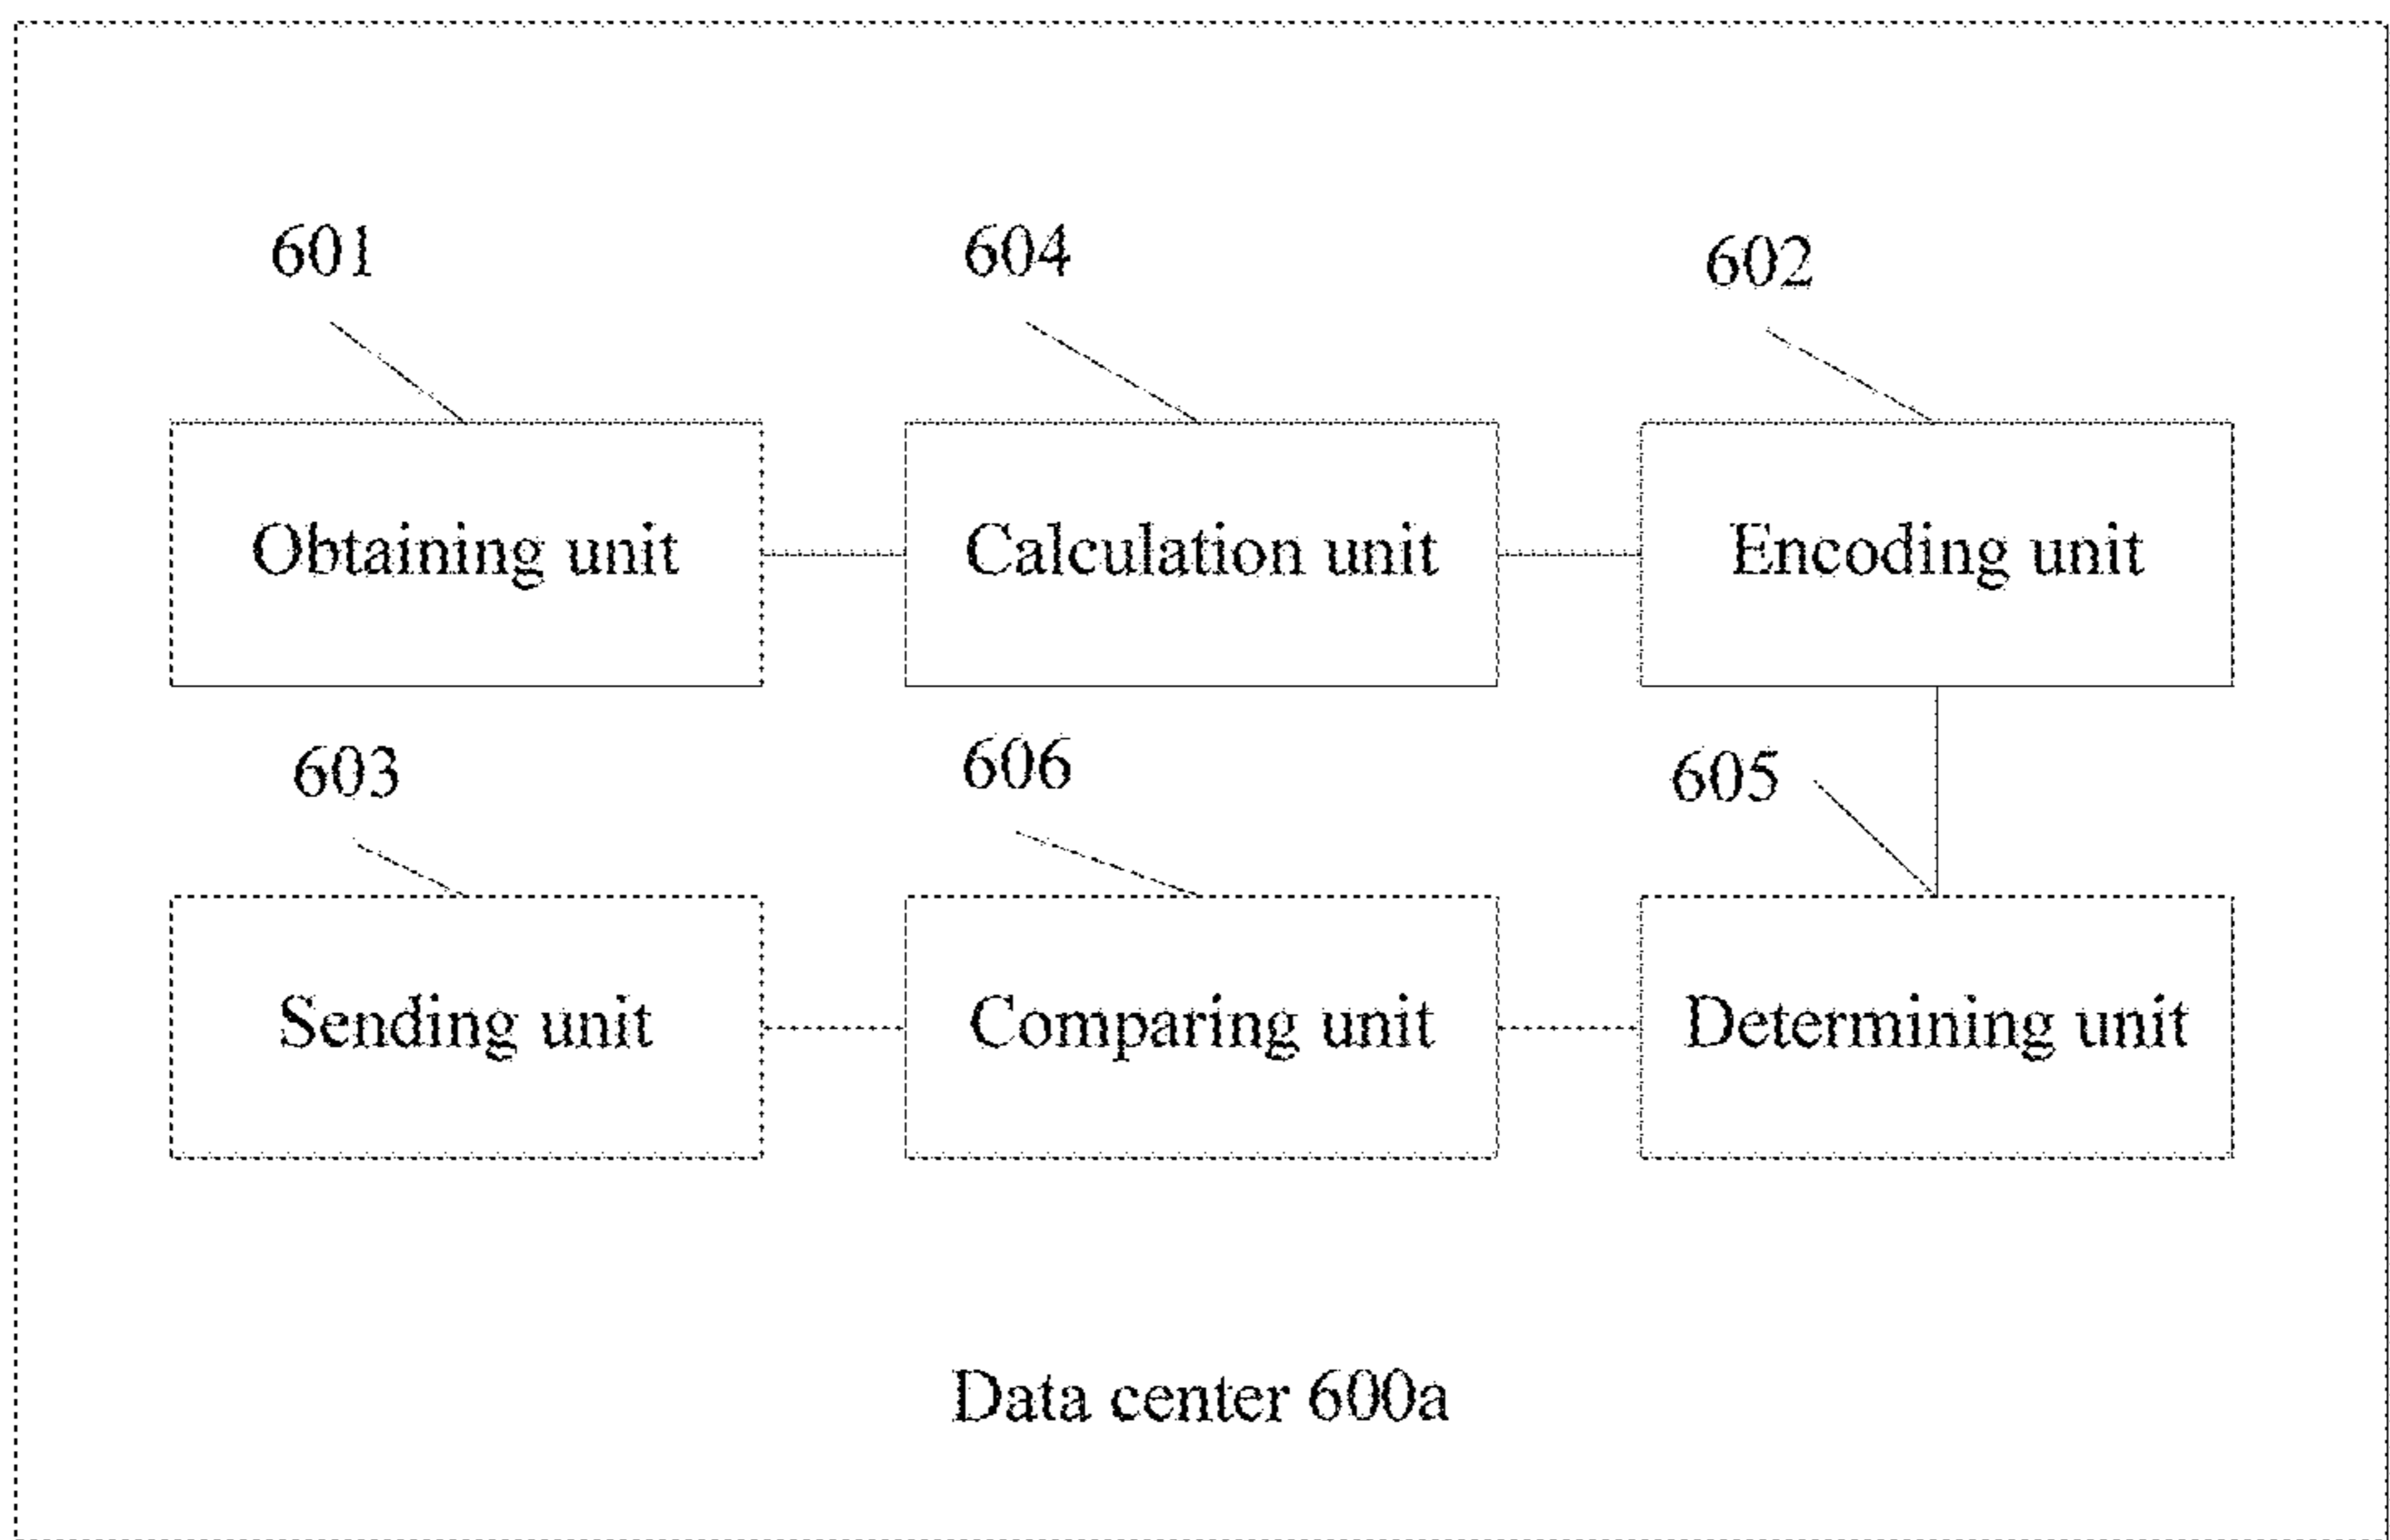 601
604
602
Obtaining unit
Calculation unit
Encoding unit
603
606
605
Sending unit
Comparing unit
Determining unit
Data center 600a